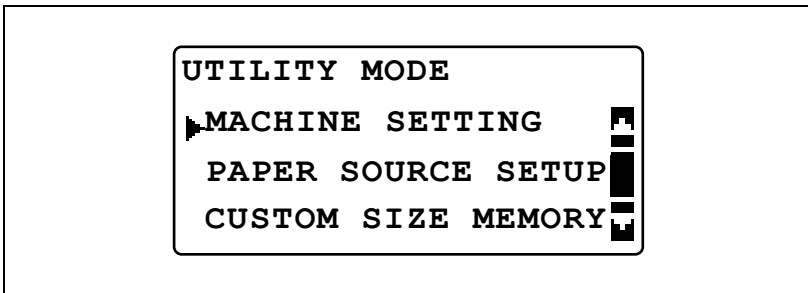 UTILITY MODE
MACHINE SETTING
PAPER SOURCE SETUP
CUSTOM SIZE MEMORY